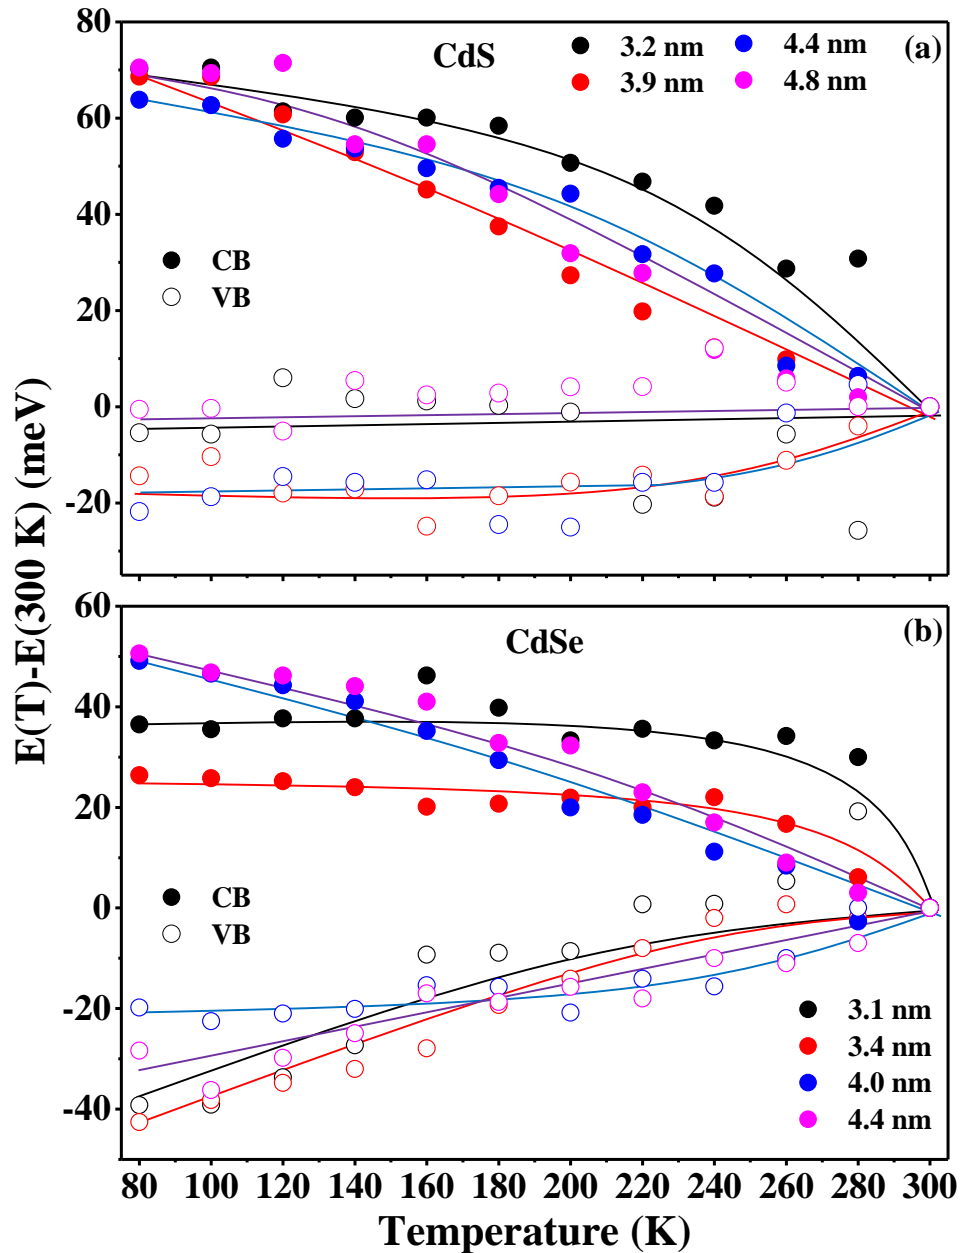 80
CdS
3.2 nm
4.4 nm
(a)
3.9 nm
4.8 nm
60
40
CB
VB
20
0
-20
E(T)-E(300 K) (meV)
60
CdSe
(b)
40
20
CB
0
VB
-20
3.1 nm
3.4 nm
4.0 nm
-40
4.4 nm
80 100 120 140 160 180 200 220 240 260 280 300
Temperature (K)